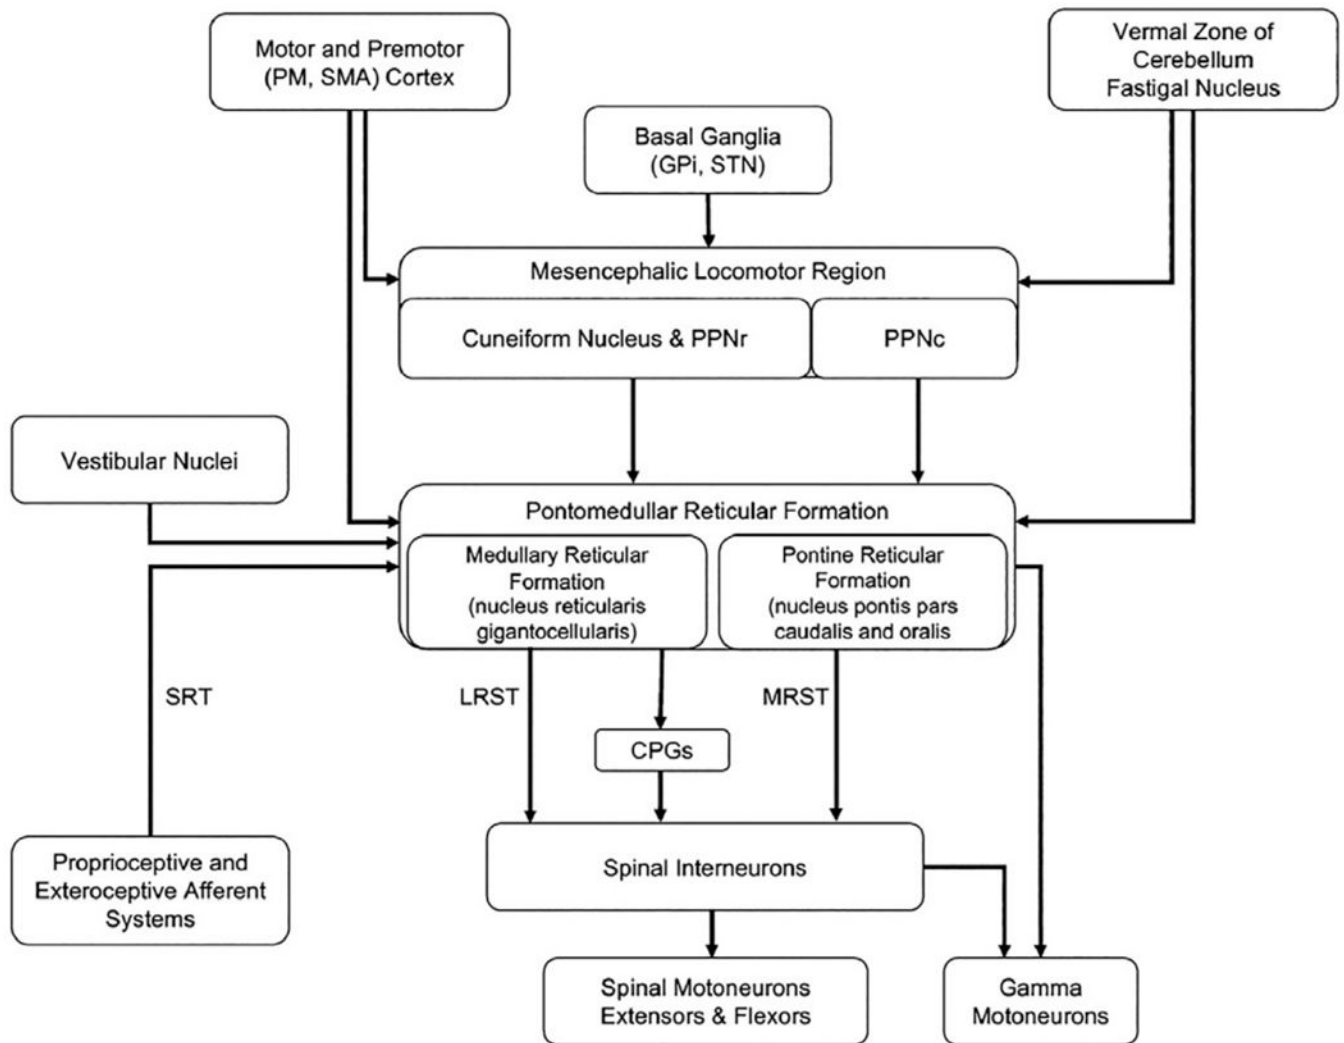 Motor and Premotor
(PM, SMA) Cortex
Vermal Zone of
Cerebellum
Fastigal Nucleus
Basal Ganglia
(GPi, STN)
Mesencephalic Locomotor Region
Cuneiform Nucleus & PPNr
PPNc
Vestibular Nuclei
Pontomedullar Reticular Formation
Medullary Reticular
Formation
(nucleus reticularis
gigantocellularis)
Pontine Reticular
Formation
(nucleus pontis pars
caudalis and oralis
SRT
LRST
MRST
CPGs
Proprioceptive and
Exteroceptive Afferent
Systems
Spinal Interneurons
Spinal Motoneurons
Extensors & Flexors
Gamma
Motoneurons